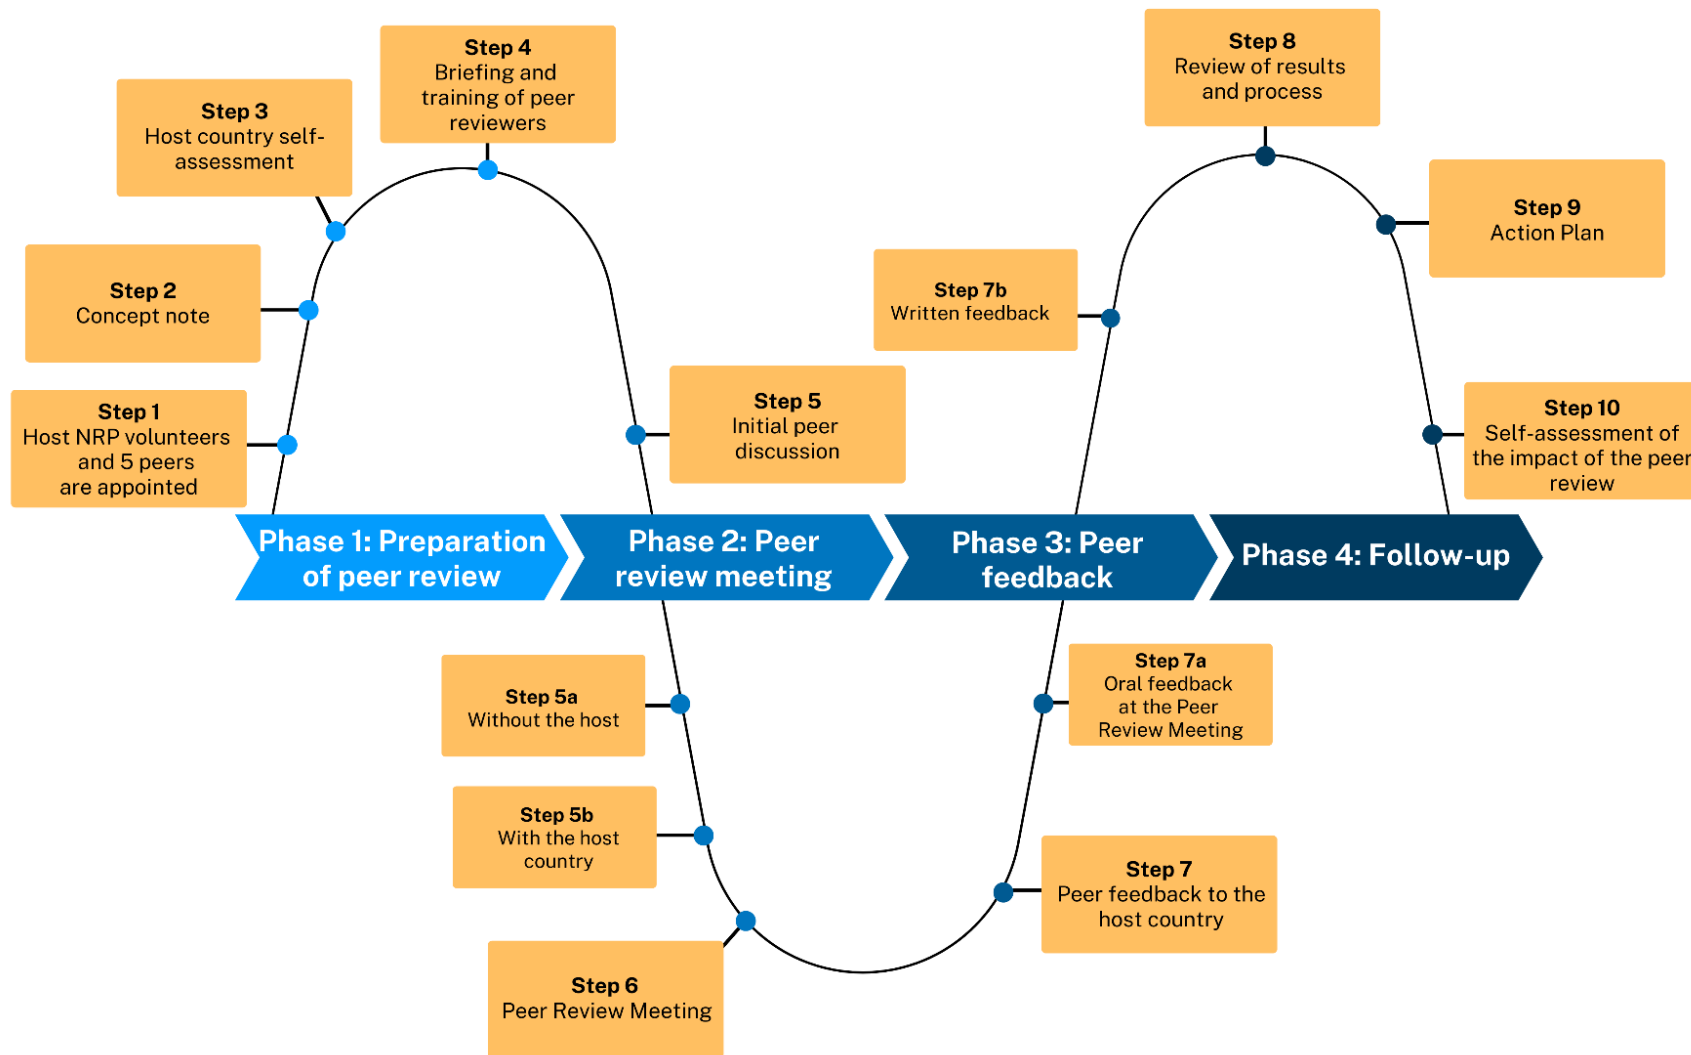 Step 1
Host NRP volunteers
and 5 peers
are appointed
Step 2
Concept note
Step 3
Host country self-
assessment
Step 4
Briefing and
training of peer
reviewers
Step 5
Initial peer
discussion
Phase 1: Preparation
of peer review
Phase 2: Peer
review meeting
Phase 3: Peer
feedback
Phase 4: Follow-up
Step 5a
Without the host
Step 5b
With the host
country
Step 6
Peer Review Meeting
Step 7
Peer feedback to the
host country
Step 7a
Oral feedback
at the Peer
Review Meeting
Step 7b
Written feedback
Step 8
Review of results
and process
Step 9
Action Plan
Step 10
Self-assessment of
the impact of the peer
review